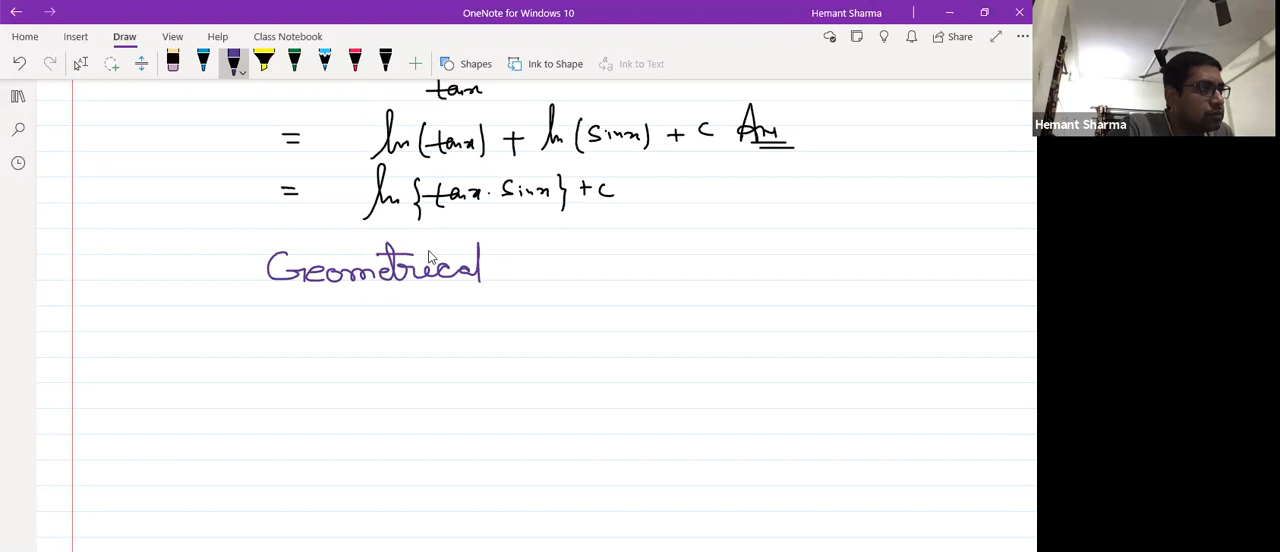 OneNote for Windows 10
Hemant Sharma
Home Insert Draw View Help Class Notebook
Share
Shapes Ink to Shape Ink to Text
tanx
= ln(tanx) + ln(sinx) + c Ans
= ln{tanx. sinx} + c
Geometrical
Hemant Sharma